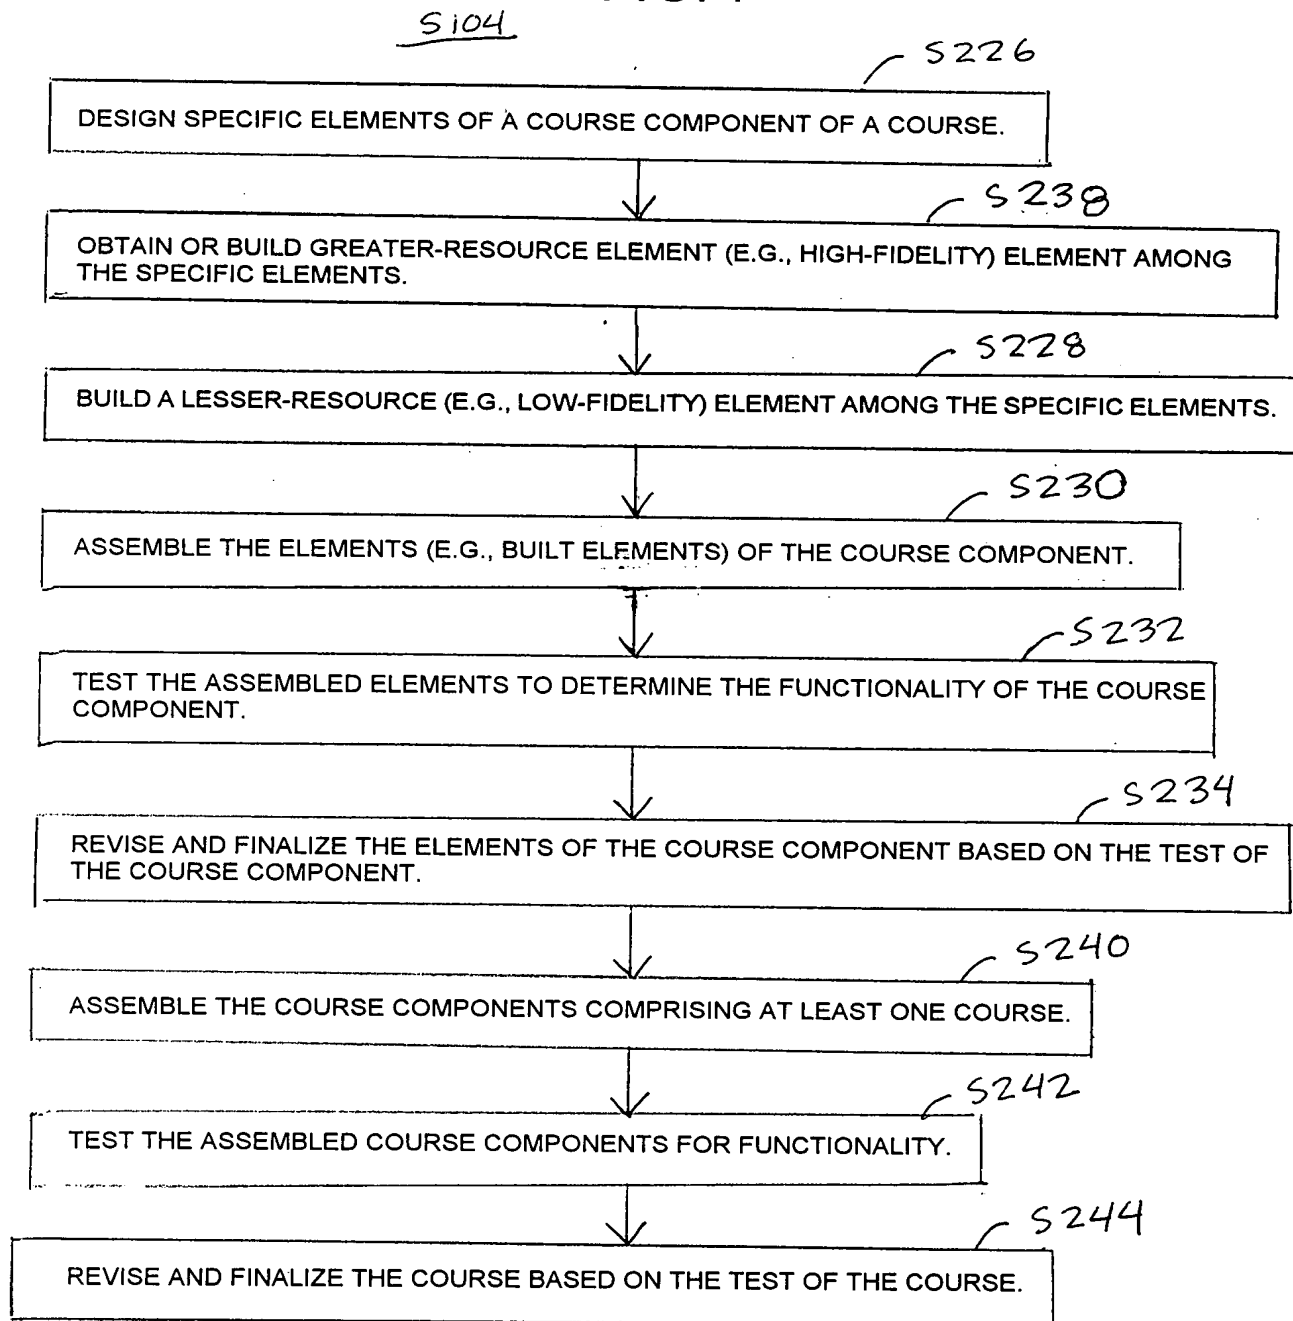 S104
S226
DESIGN SPECIFIC ELEMENTS OF A COURSE COMPONENT OF A COURSE.
S238
OBTAIN OR BUILD GREATER-RESOURCE ELEMENT (E.G., HIGH-FIDELITY) ELEMENT AMONG
THE SPECIFIC ELEMENTS.
S228
BUILD A LESSER-RESOURCE (E.G., LOW-FIDELITY) ELEMENT AMONG THE SPECIFIC ELEMENTS.
S230
ASSEMBLE THE ELEMENTS (E.G., BUILT ELEMENTS) OF THE COURSE COMPONENT.
S232
TEST THE ASSEMBLED ELEMENTS TO DETERMINE THE FUNCTIONALITY OF THE COURSE
COMPONENT.
S234
REVISE AND FINALIZE THE ELEMENTS OF THE COURSE COMPONENT BASED ON THE TEST OF
THE COURSE COMPONENT.
S240
ASSEMBLE THE COURSE COMPONENTS COMPRISING AT LEAST ONE COURSE.
S242
TEST THE ASSEMBLED COURSE COMPONENTS FOR FUNCTIONALITY.
S244
REVISE AND FINALIZE THE COURSE BASED ON THE TEST OF THE COURSE.